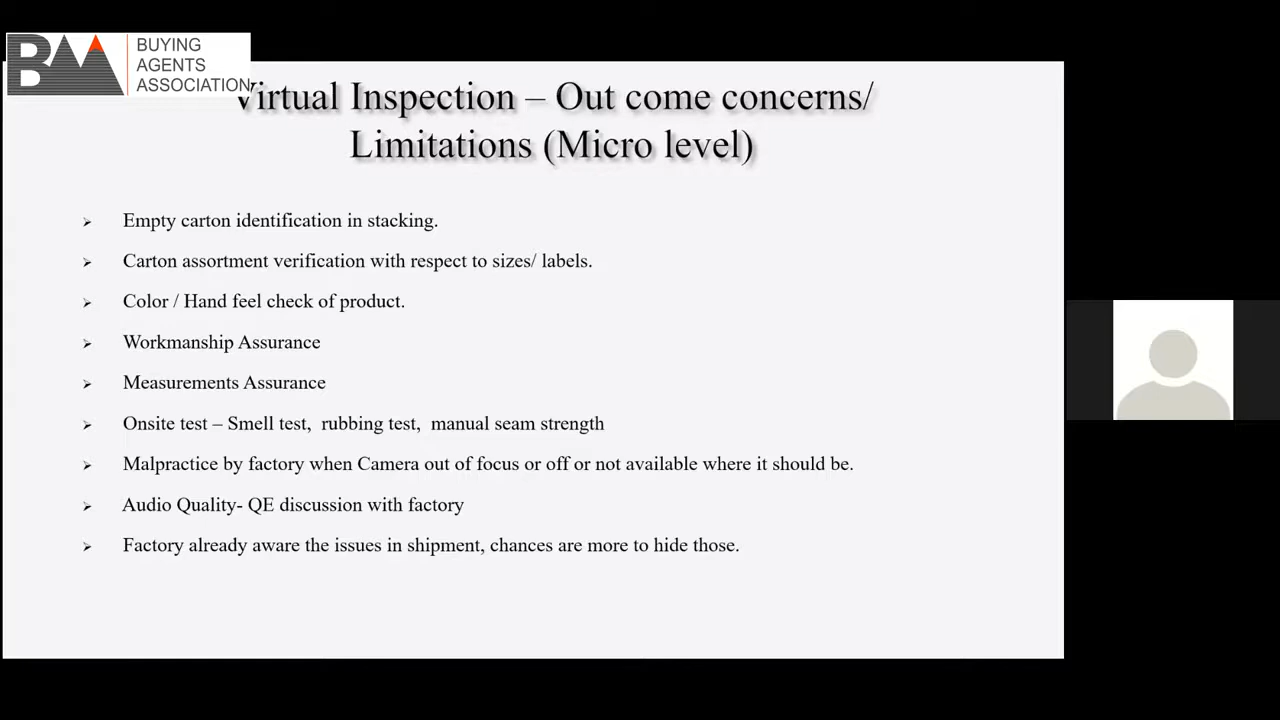 BMA
BUYING
AGENTS
ASSOCIATION
Virtual Inspection – Out come concerns/
Limitations (Micro level)
Empty carton identification in stacking.
Carton assortment verification with respect to sizes/ labels.
Color / Hand feel check of product.
Workmanship Assurance
Measurements Assurance
Onsite test – Smell test, rubbing test, manual seam strength
Malpractice by factory when Camera out of focus or off or not available where it should be.
Audio Quality- QE discussion with factory
Factory already aware the issues in shipment, chances are more to hide those.